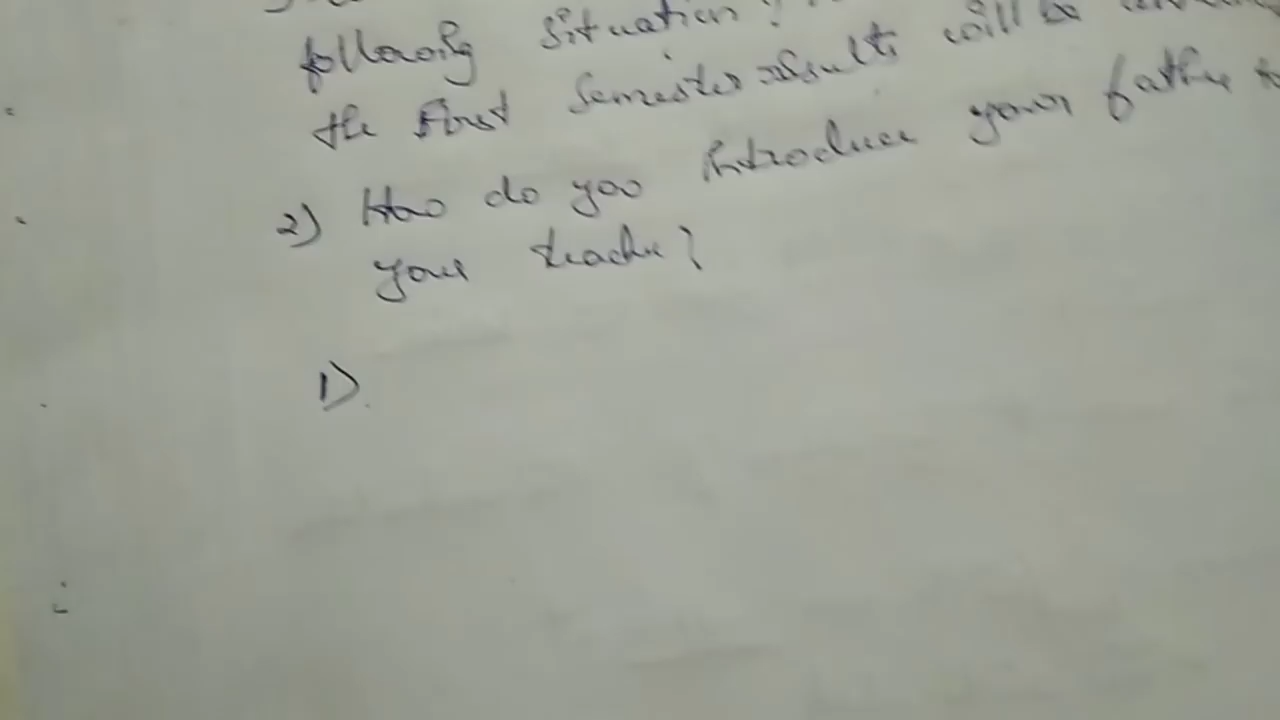 following situation?
the First Semester results will be
2) How do you introduce your father to
your teacher?
1)